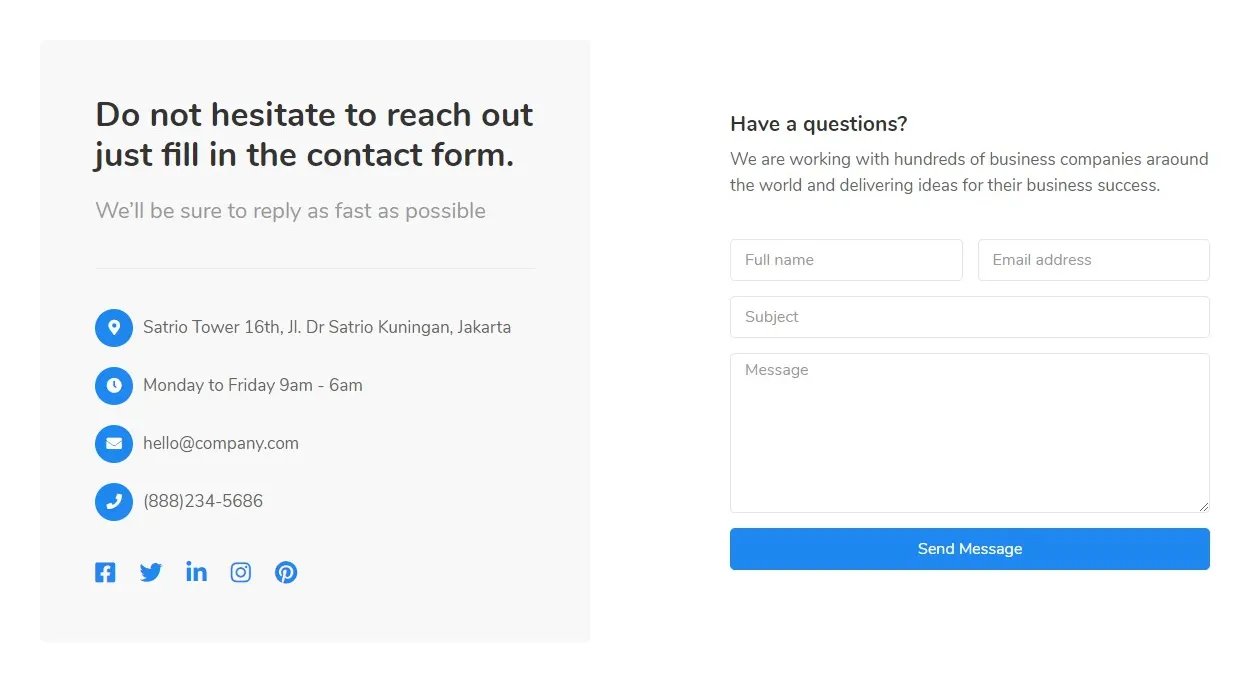 Do not hesitate to reach out
just fill in the contact form.
We’ll be sure to reply as fast as possible
Satrio Tower 16th, Jl. Dr Satrio Kuningan, Jakarta
Monday to Friday 9am - 6am
hello@company.com
(888)234-5686
Have a questions?
We are working with hundreds of business companies araound
the world and delivering ideas for their business success.
Full name
Email address
Subject
Message
Send Message